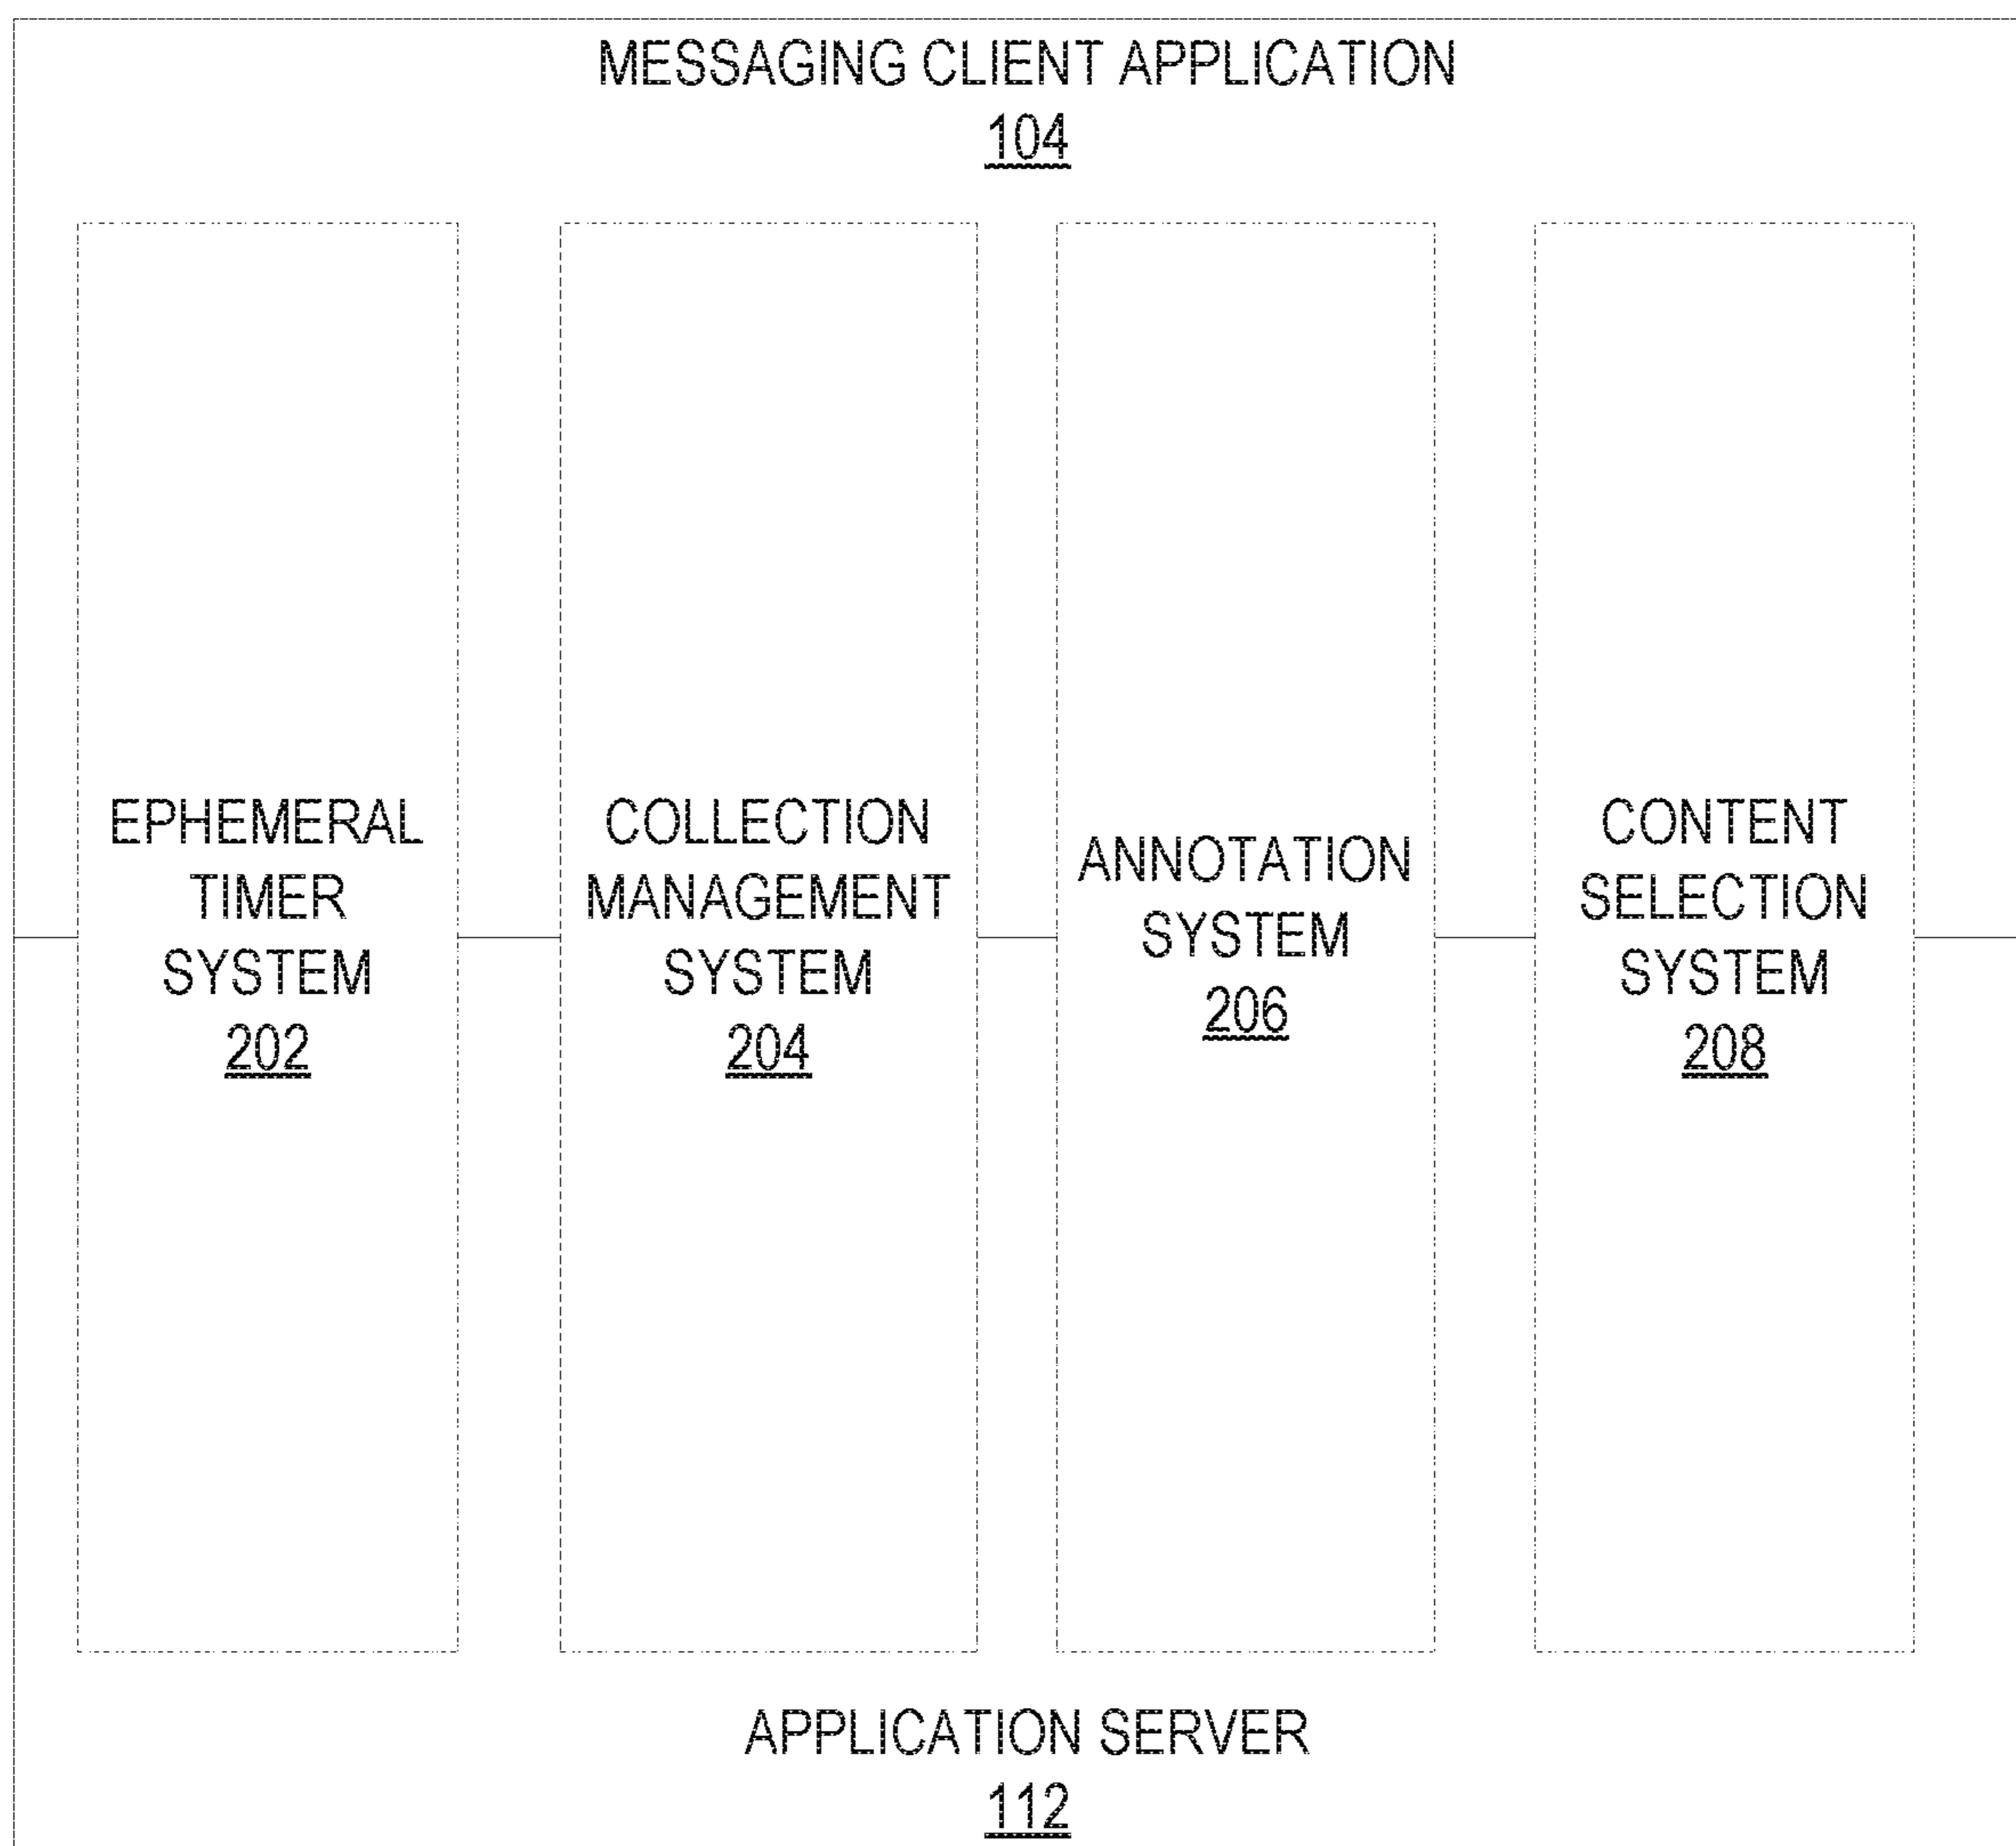 MESSAGING CLIENT APPLICATION
104
EPHEMERAL
TIMER
SYSTEM
202
COLLECTION
MANAGEMENT
SYSTEM
204
ANNOTATION
SYSTEM
206
CONTENT
SELECTION
SYSTEM
208
APPLICATION SERVER
112